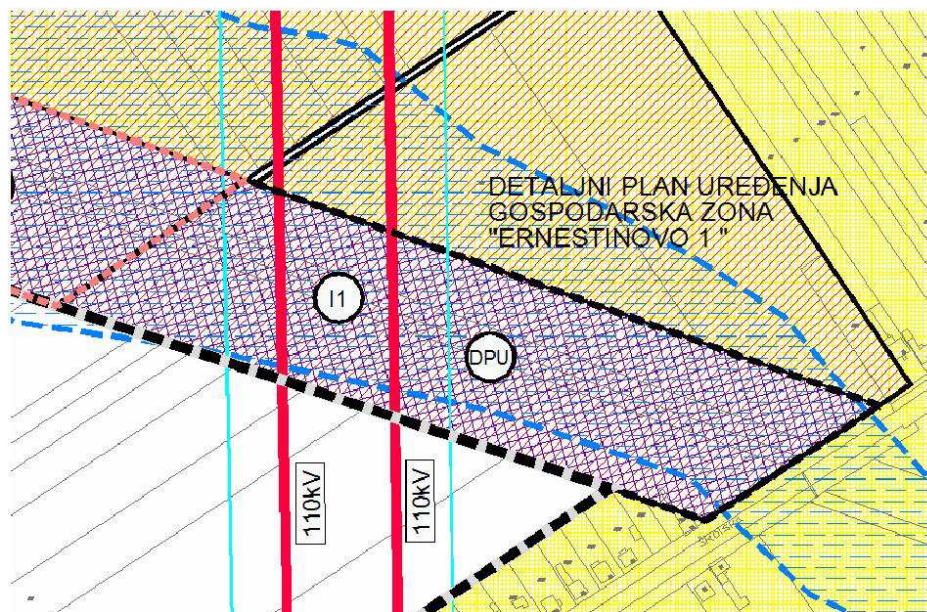 DETALJNI PLAN UREĐENJA
GOSPODARSKA ZONA
"ERNESTINOVO 1"
I1
DPU
110kV
110kV